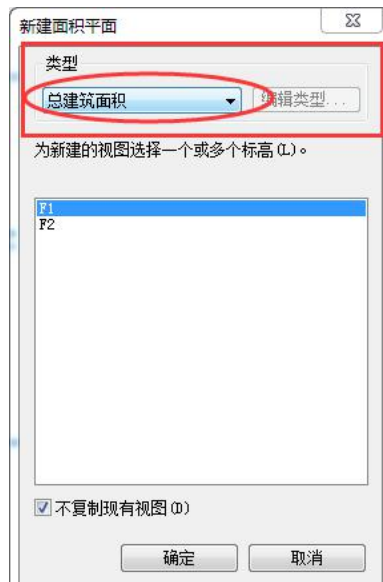 新建面积平面
类型
总建筑面积
编辑类型...
为新建的视图选择一个或多个标高(L)。
F1
F2
不复制现有视图(D)
确定
取消